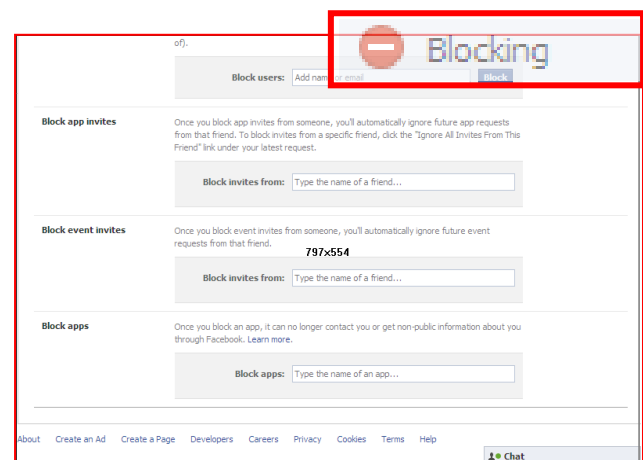 Blocking
of).
Block users: Add name or email Block
Block app invites
Once you block app invites from someone, you'll automatically ignore future app requests
from that friend. To block invites from a specific friend, click the "Ignore All Invites From This
Friend" link under your latest request.
Block invites from: Type the name of a friend...
Block event invites
Once you block event invites from someone, you'll automatically ignore future event
requests from that friend.
797x554
Block invites from: Type the name of a friend...
Block apps
Once you block an app, it can no longer contact you or get non-public information about you
through Facebook. Learn more.
Block apps: Type the name of an app...
About Create an Ad Create a Page Developers Careers Privacy Cookies Terms Help
Chat